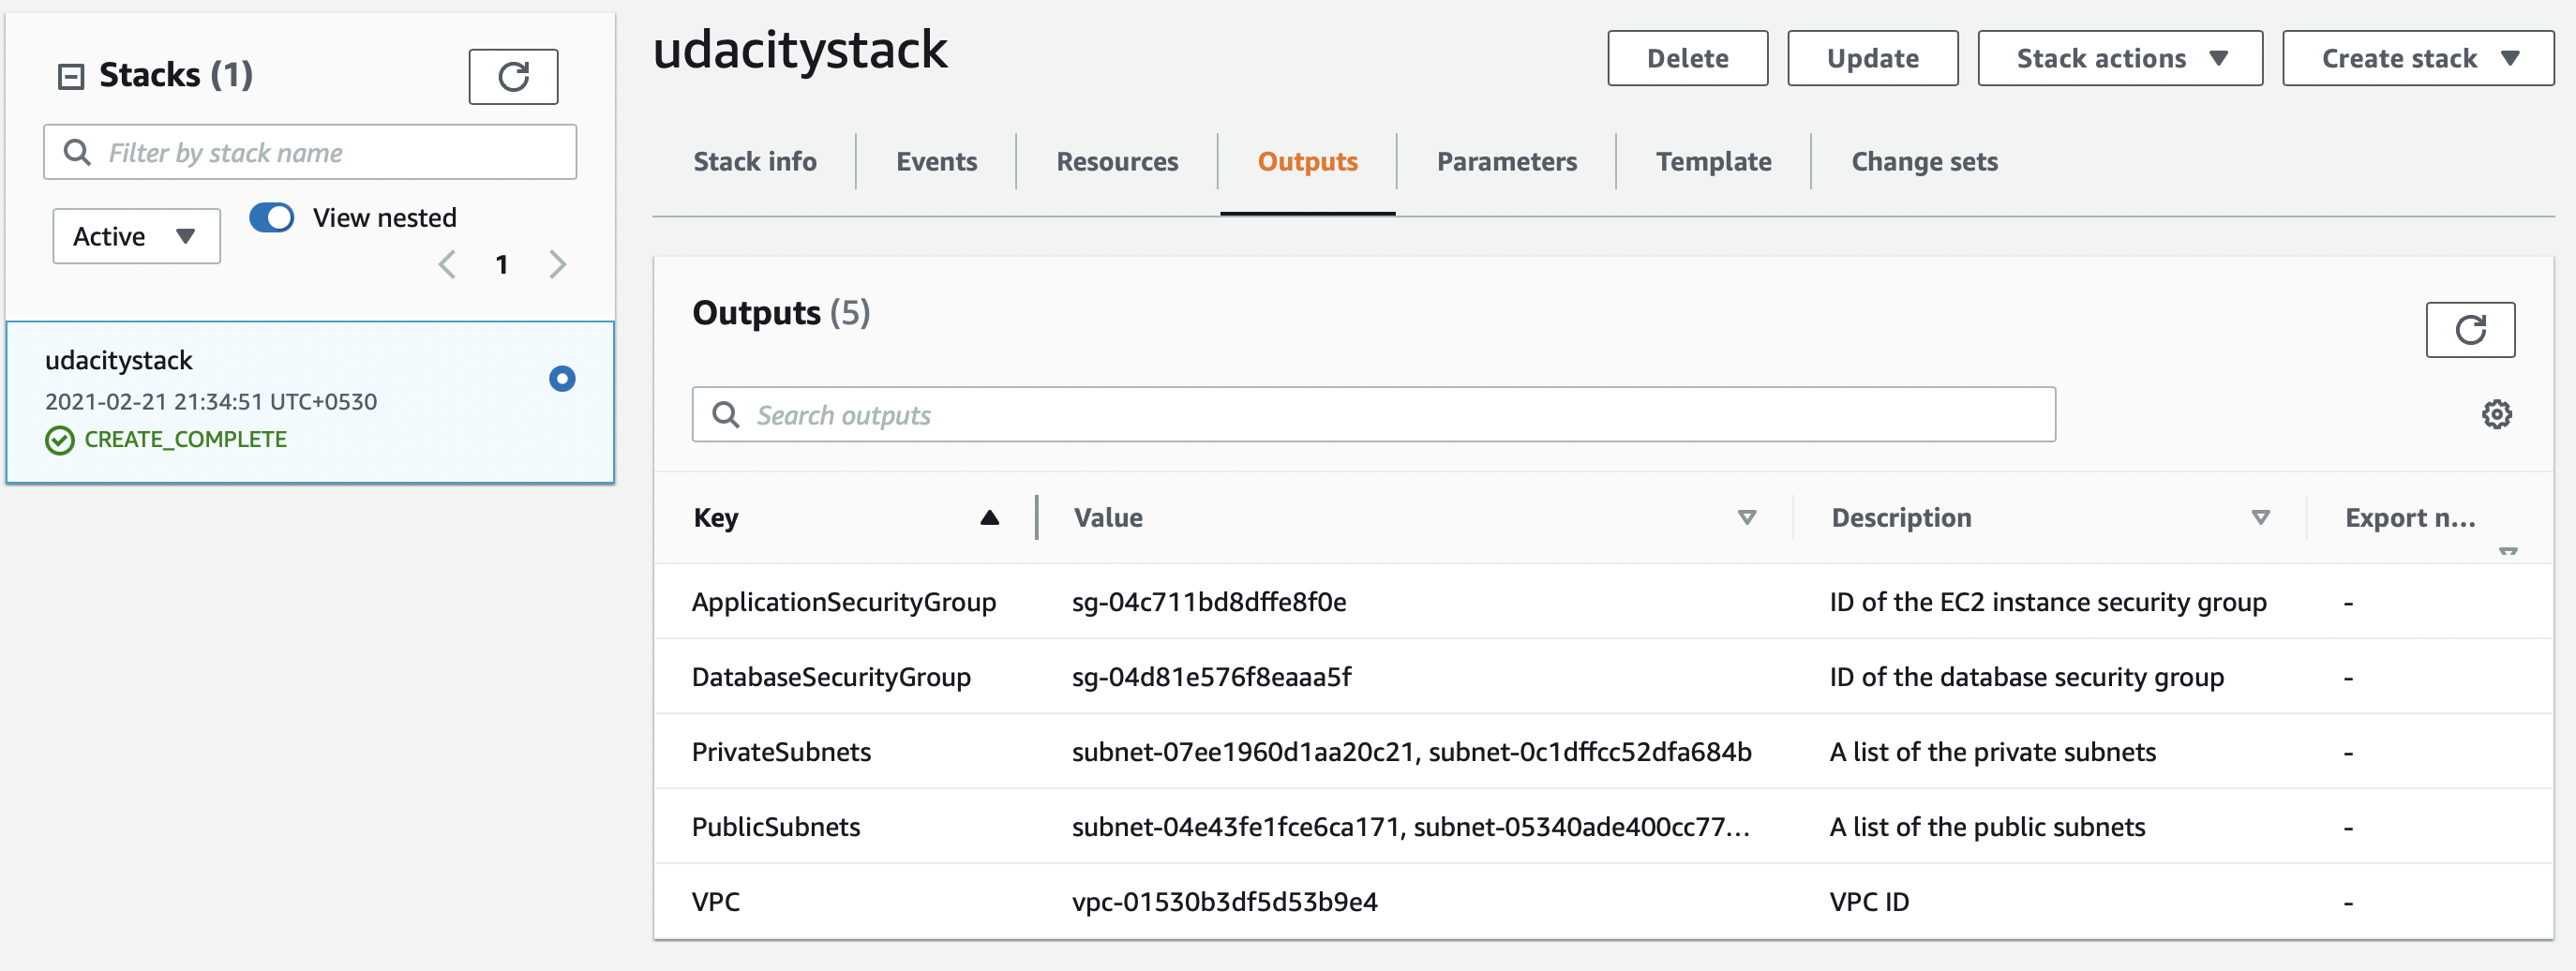 Stacks (1)
Filter by stack name
Active
View nested
1
udacitystack
2021-02-21 21:34:51 UTC+0530
CREATE_COMPLETE
udacitystack
Delete
Update
Stack actions
Create stack
Stack info
Events
Resources
Outputs
Parameters
Template
Change sets
Outputs (5)
Search outputs
Key Value Description Export n...
ApplicationSecurityGroup sg-04c711bd8dffe8f0e ID of the EC2 instance security group -
DatabaseSecurityGroup sg-04d81e576f8eaaa5f ID of the database security group -
PrivateSubnets subnet-07ee1960d1aa20c21, subnet-0c1dffcc52dfa684b A list of the private subnets -
PublicSubnets subnet-04e43fe1fce6ca171, subnet-05340ade400cc77... A list of the public subnets -
VPC vpc-01530b3df5d53b9e4 VPC ID -